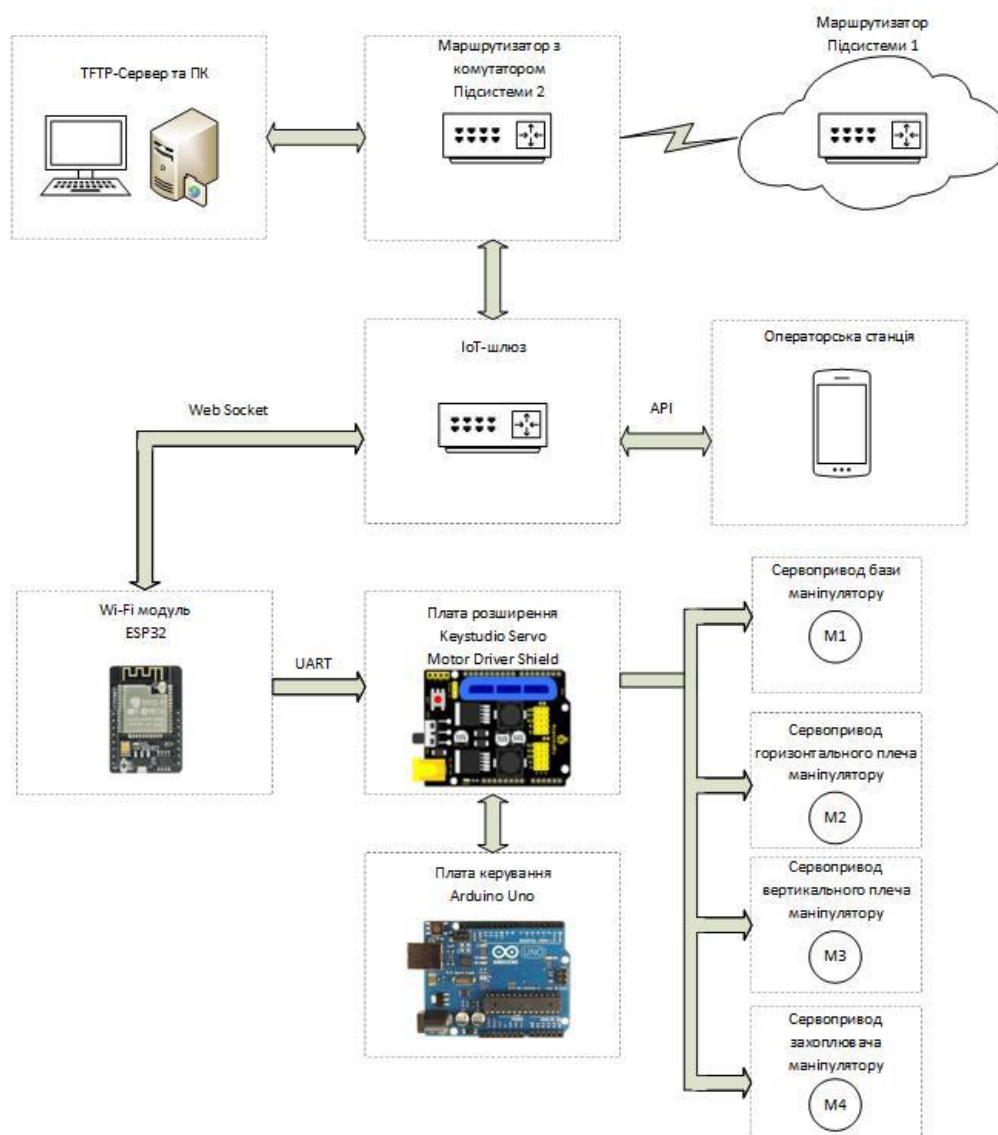 TFTP-Сервер та ПК
Маршрутизатор з
комутатором
Підсистеми 2
Маршрутизатор
Підсистеми 1
IoT-шлюз
Операторська станція
Web Socket
API
Wi-Fi модуль
ESP32
UART
Плата розширення
Keystudio Servo
Motor Driver Shield
Сервопривод бази
маніпулятору
M1
Сервопривод
горизонтального плеча
маніпулятору
M2
Плата керування
Arduino Uno
UNO
ARDUINO
Сервопривод
вертикального плеча
маніпулятору
M3
Сервопривод
захоплювача
маніпулятору
M4